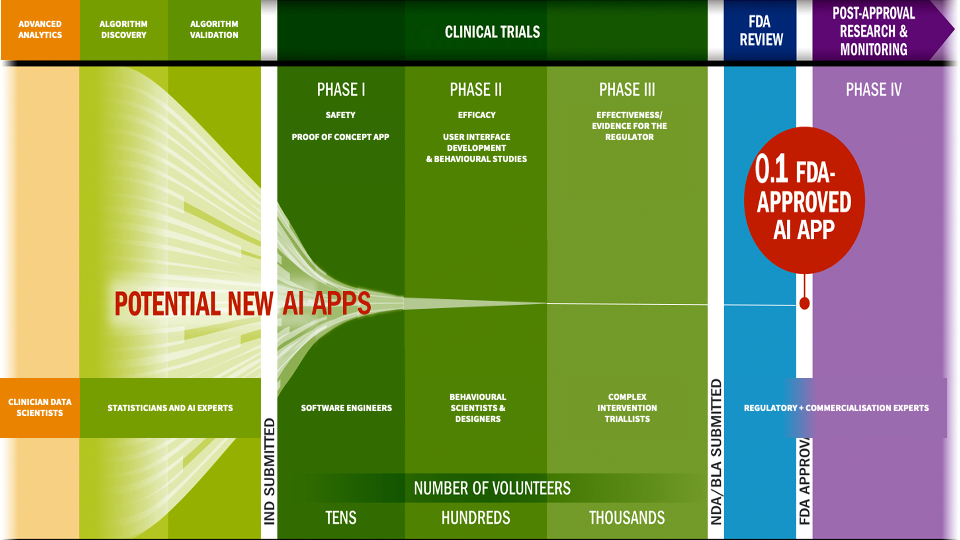 ADVANCED
ANALYTICS
ALGORITHM
DISCOVERY
ALGORITHM
VALIDATION
CLINICAL TRIALS
FDA
REVIEW
POST-APPROVAL
RESEARCH &
MONITORING
PHASE I
SAFETY
PROOF OF CONCEPT APP
PHASE II
EFFICACY
USER INTERFACE
DEVELOPMENT
& BEHAVIOURAL STUDIES
PHASE III
EFFECTIVENESS/
EVIDENCE FOR THE
REGULATOR
PHASE IV
0.1 FDA-
APPROVED
AI APP
POTENTIAL NEW AI APPS
CLINICIAN DATA
SCIENTISTS
STATISTICIANS AND AI EXPERTS
IND SUBMITTED
SOFTWARE ENGINEERS
BEHAVIOURAL
SCIENTISTS &
DESIGNERS
COMPLEX
INTERVENTION
TRIALLISTS
NDA/BLA SUBMITTED
REGULATORY + COMMERCIALISATION EXPERTS
FDA APPROVA
NUMBER OF VOLUNTEERS
TENS
HUNDREDS
THOUSANDS